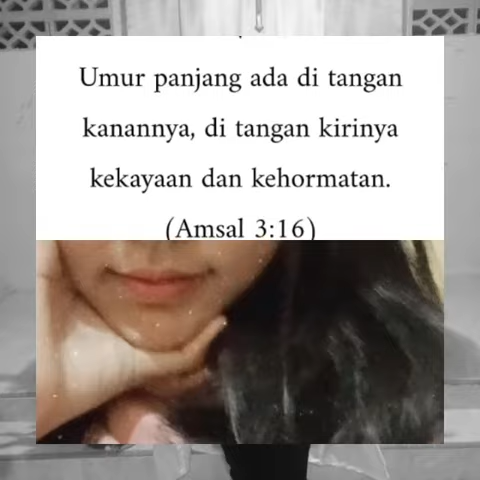 Umur panjang ada di tangan
kanannya, di tangan kirinya
kekayaan dan kehormatan.
(Amsal 3:16)